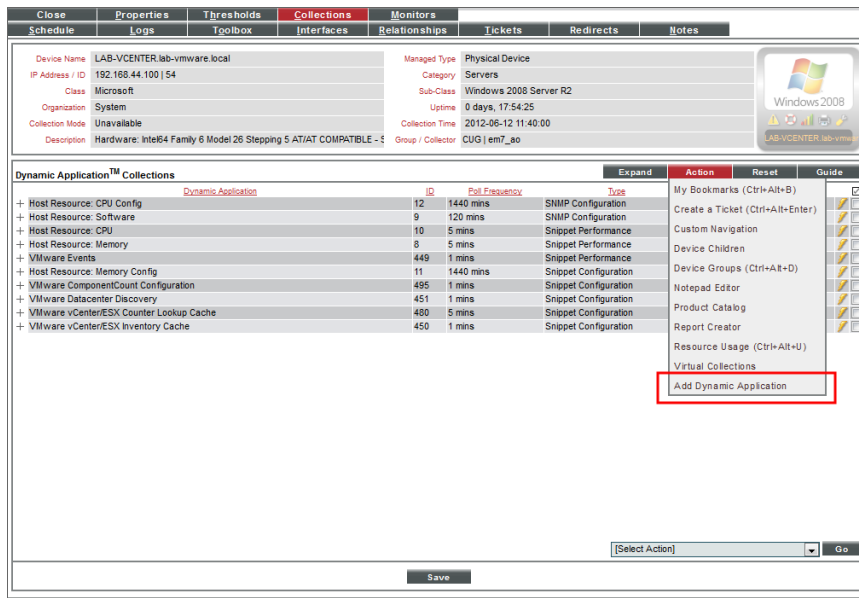 Close Properties Thresholds Collections Monitors
Schedule Logs Toolbox Interfaces Relationships Tickets Redirects Notes
Device Name LAB-VCENTER.lab-vmware.local Managed Type Physical Device
IP Address / ID 192.168.44.100 | 54 Category Servers
Class Microsoft Sub-Class Windows 2008 Server R2
Organization System Uptime 0 days, 17:54:25
Collection Mode Unavailable Collection Time 2012-06-12 11:40:00
Description Hardware: Intel64 Family 6 Model 26 Stepping 5 AT/AT COMPATIBLE - S Group / Collector CUG | em7_ao
Windows 2008
LAB-VCENTER.lab-vmwar
Dynamic Application™ Collections Expand Action Reset Guide
Dynamic Application ID Poll Frequency Type
+ Host Resource: CPU Config 12 1440 mins SNMP Configuration
+ Host Resource: Software 9 120 mins SNMP Configuration
+ Host Resource: CPU 10 5 mins Snippet Performance
+ Host Resource: Memory 8 5 mins Snippet Performance
+ VMware Events 449 1 mins Snippet Performance
+ Host Resource: Memory Config 11 1440 mins Snippet Configuration
+ VMware ComponentCount Configuration 495 1 mins Snippet Configuration
+ VMware Datacenter Discovery 451 1 mins Snippet Configuration
+ VMware vCenter/ESX Counter Lookup Cache 480 5 mins Snippet Configuration
+ VMware vCenter/ESX Inventory Cache 450 1 mins Snippet Configuration
My Bookmarks (Ctrl+Alt+B)
Create a Ticket (Ctrl+Alt+Enter)
Custom Navigation
Device Children
Device Groups (Ctrl+Alt+D)
Notepad Editor
Product Catalog
Report Creator
Resource Usage (Ctrl+Alt+U)
Virtual Collections
Add Dynamic Application
[Select Action] Go
Save